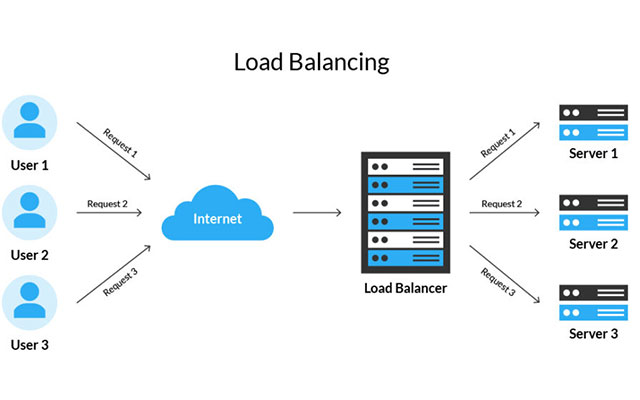 Load Balancing
User 1
Request 1
User 2
Request 2
User 3
Request 3
Internet
Load Balancer
Request 1
Server 1
Request 2
Server 2
Request 3
Server 3